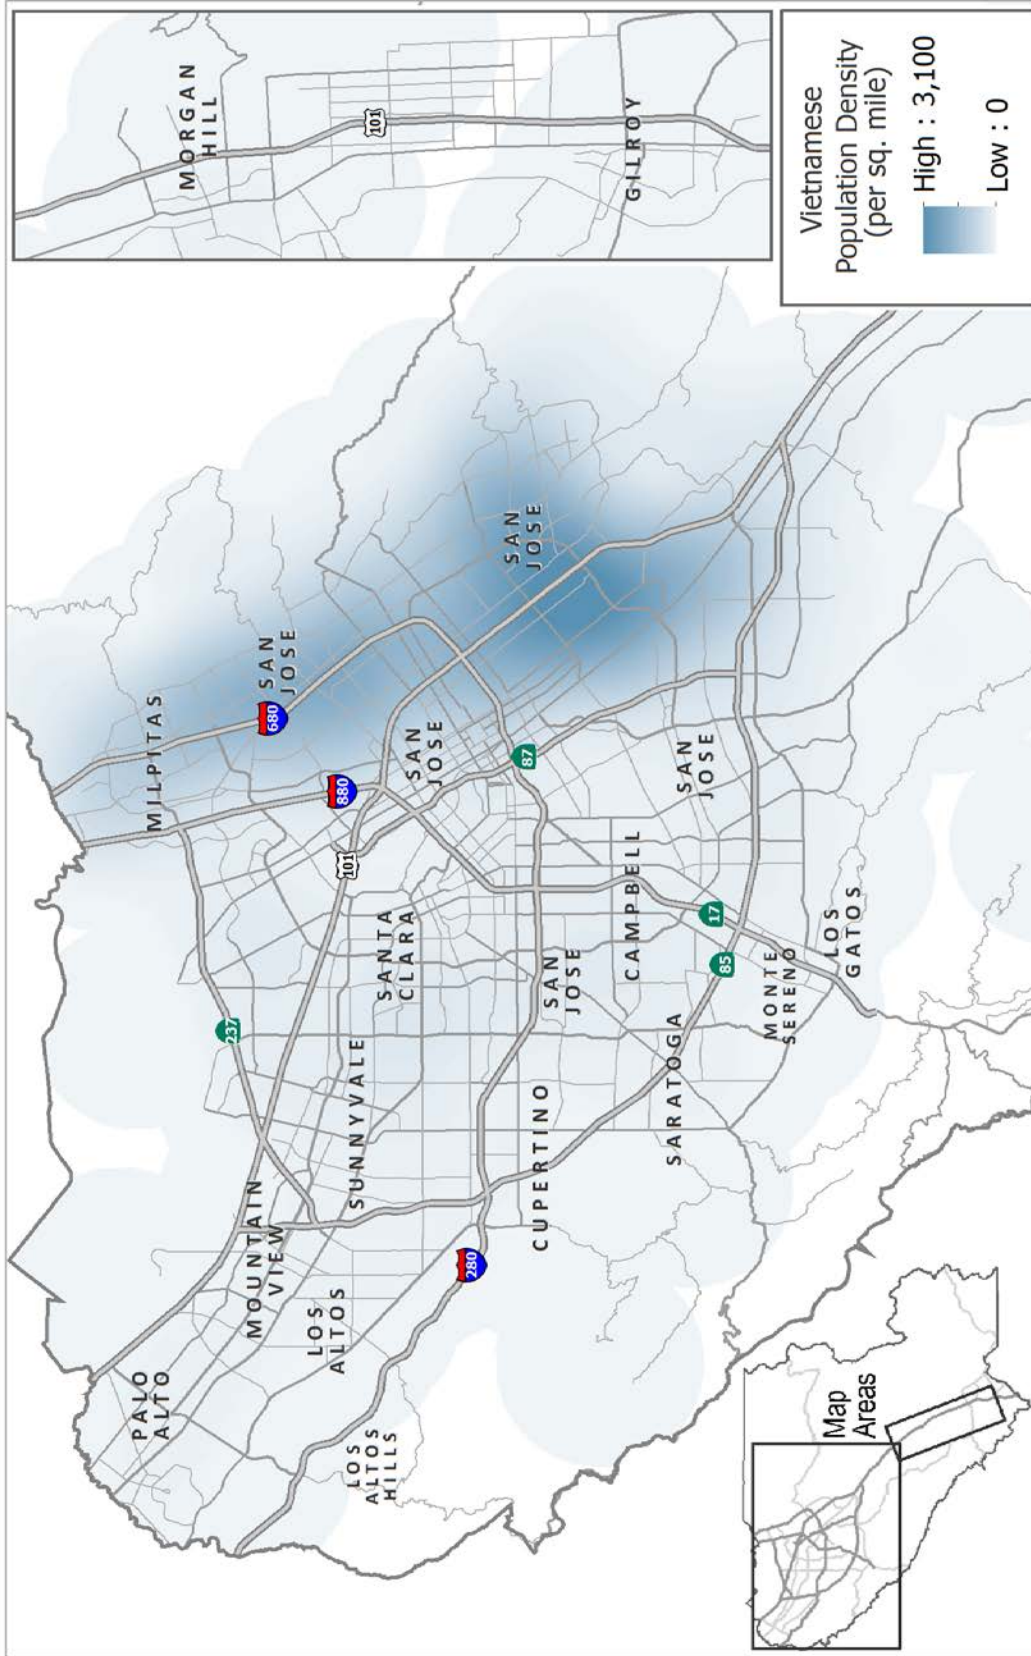 PALO
ALTO
MOUNTAIN
VIEW
LOS
ALTOS
LOS
ALTOS
HILLS
SUNNYVALE
CUPERTINO
SANTA
CLARA
SARATOGA
SAN
JOSE
CAMPBELL
MONTE
SERENO
LOS
GATOS
MILPITAS
SAN
JOSE
SAN
JOSE
SAN
JOSE
SAN
JOSE
237
101
880
680
280
87
17
85
MORGAN
HILL
101
GILROY
Map
Areas
Vietnamese
Population Density
(per sq. mile)
High : 3,100
Low : 0